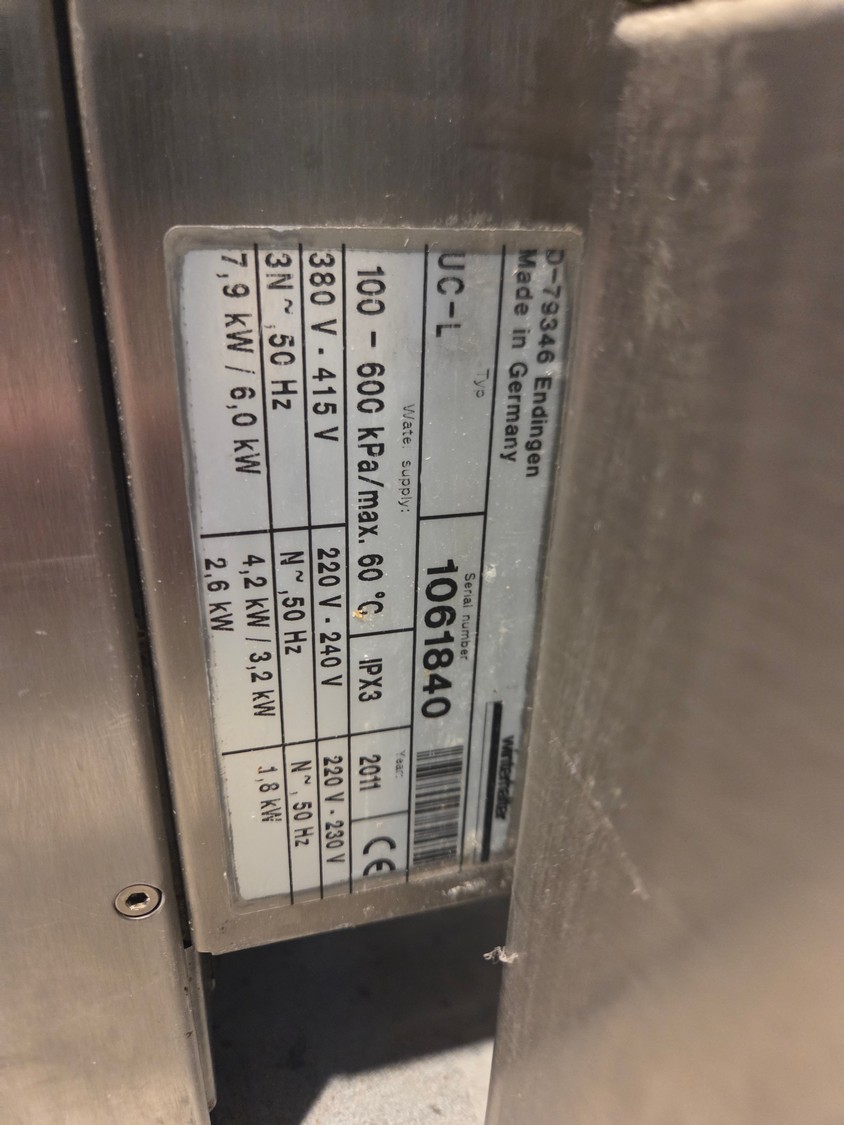 D-79346 Endingen
Made in Germany
winterhalter
Typ
Serial number
UC-L
1061840
Water supply:
Year:
100 - 600 kPa/max. 60 °C
IPX3
2011
CE
380 V - 415 V
220 V - 240 V
220 V - 230 V
3N ~, 50 Hz
N ~, 50 Hz
N ~, 50 Hz
7,9 kW / 6,0 kW
4,2 kW / 3,2 kW
1,8 kW
2,6 kW